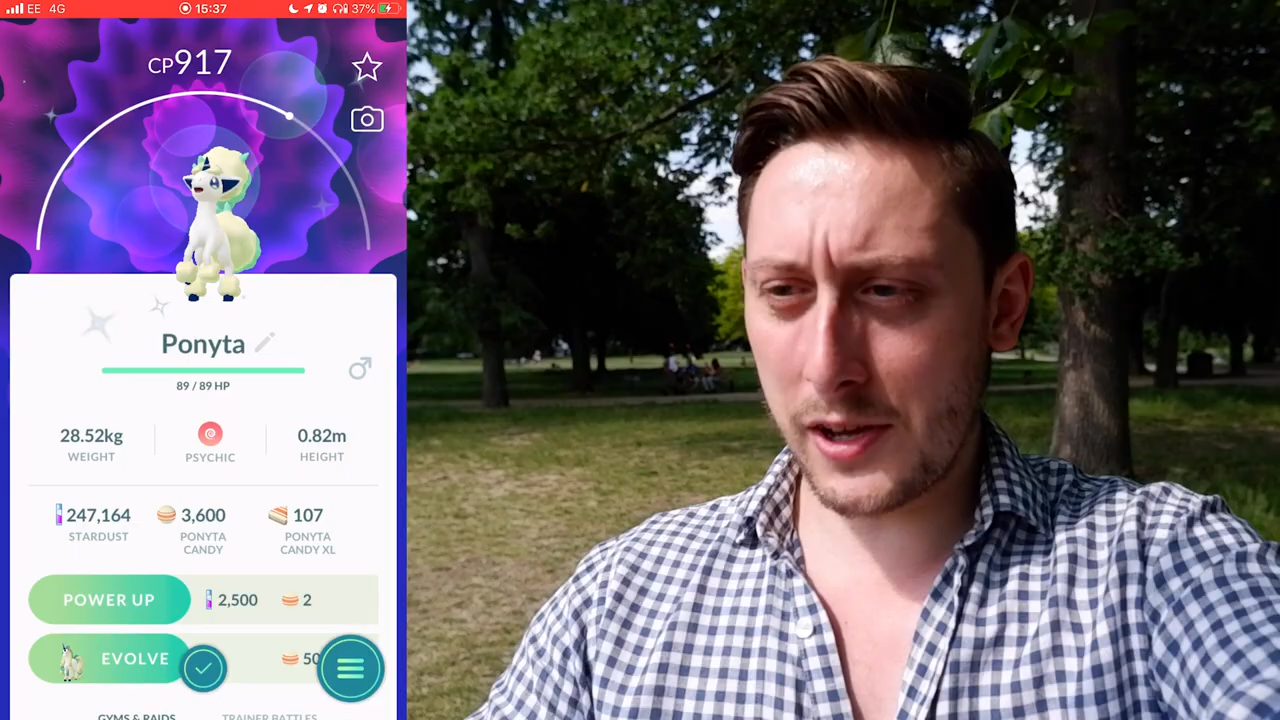 EE 4G 15:37 37%
CP917
Ponyta
89 / 89 HP
28.52kg
WEIGHT
PSYCHIC
0.82m
HEIGHT
247,164
STARDUST
3,600
PONYTA
CANDY
107
PONYTA
CANDY XL
POWER UP 2,500 2
EVOLVE 50
GYMS & RAIDS TRAINER BATTLES